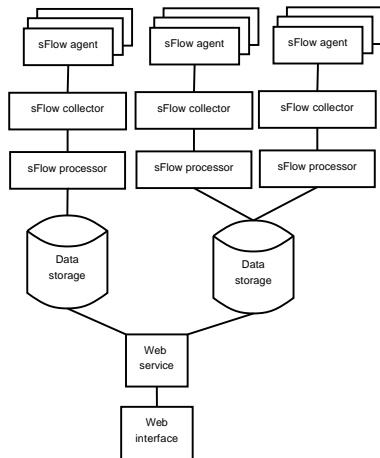 sFlow agent
sFlow agent
sFlow agent
sFlow collector
sFlow collector
sFlow collector
sFlow processor
sFlow processor
sFlow processor
Data
storage
Data
storage
Web
service
Web
interface